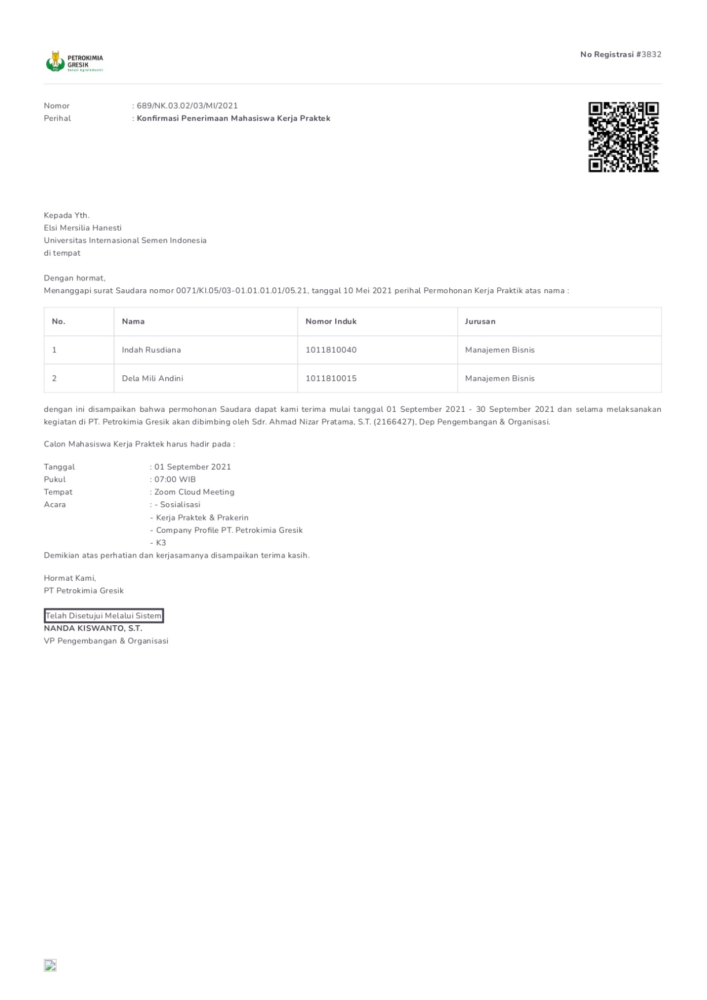 PETROKIMIA
GRESIK
Solusi Agroindustri
No Registrasi #3832
Nomor : 689/NK.03.02/03/MI/2021
Perihal : Konfirmasi Penerimaan Mahasiswa Kerja Praktek
Kepada Yth.
Elsi Mersilia Hanesti
Universitas Internasional Semen Indonesia
di tempat
Dengan hormat,
Menanggapi surat Saudara nomor 0071/KI.05/03-01.01.01.01/05.21, tanggal 10 Mei 2021 perihal Permohonan Kerja Praktik atas nama :
No. Nama Nomor Induk Jurusan
1 Indah Rusdiana 1011810040 Manajemen Bisnis
2 Dela Mili Andini 1011810015 Manajemen Bisnis
dengan ini disampaikan bahwa permohonan Saudara dapat kami terima mulai tanggal 01 September 2021 - 30 September 2021 dan selama melaksanakan
kegiatan di PT. Petrokimia Gresik akan dibimbing oleh Sdr. Ahmad Nizar Pratama, S.T. (2166427), Dep Pengembangan & Organisasi.
Calon Mahasiswa Kerja Praktek harus hadir pada :
Tanggal : 01 September 2021
Pukul : 07:00 WIB
Tempat : Zoom Cloud Meeting
Acara : - Sosialisasi
- Kerja Praktek & Prakerin
- Company Profile PT. Petrokimia Gresik
- K3
Demikian atas perhatian dan kerjasamanya disampaikan terima kasih.
Hormat Kami,
PT Petrokimia Gresik
Telah Disetujui Melalui Sistem
NANDA KISWANTO, S.T.
VP Pengembangan & Organisasi